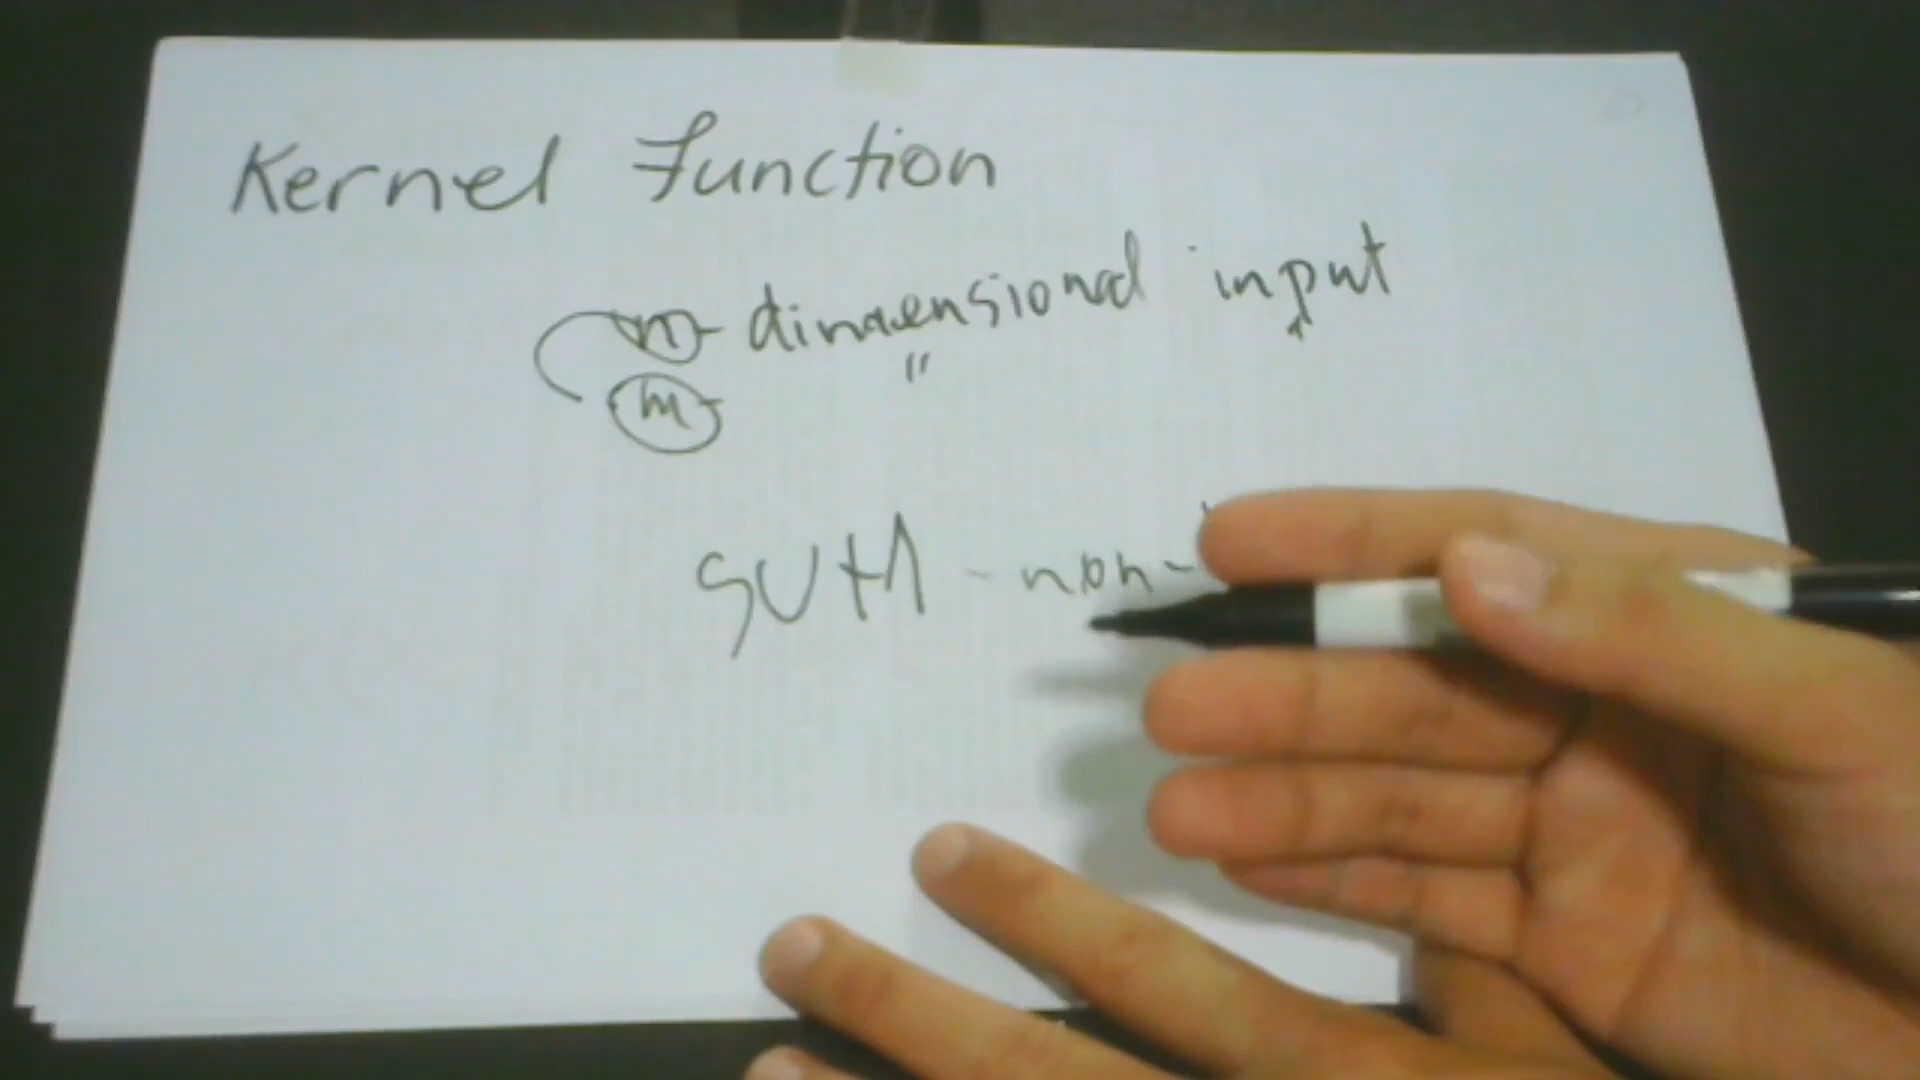 Kernel Function
n- dimensional input
m- "
SVM - non-